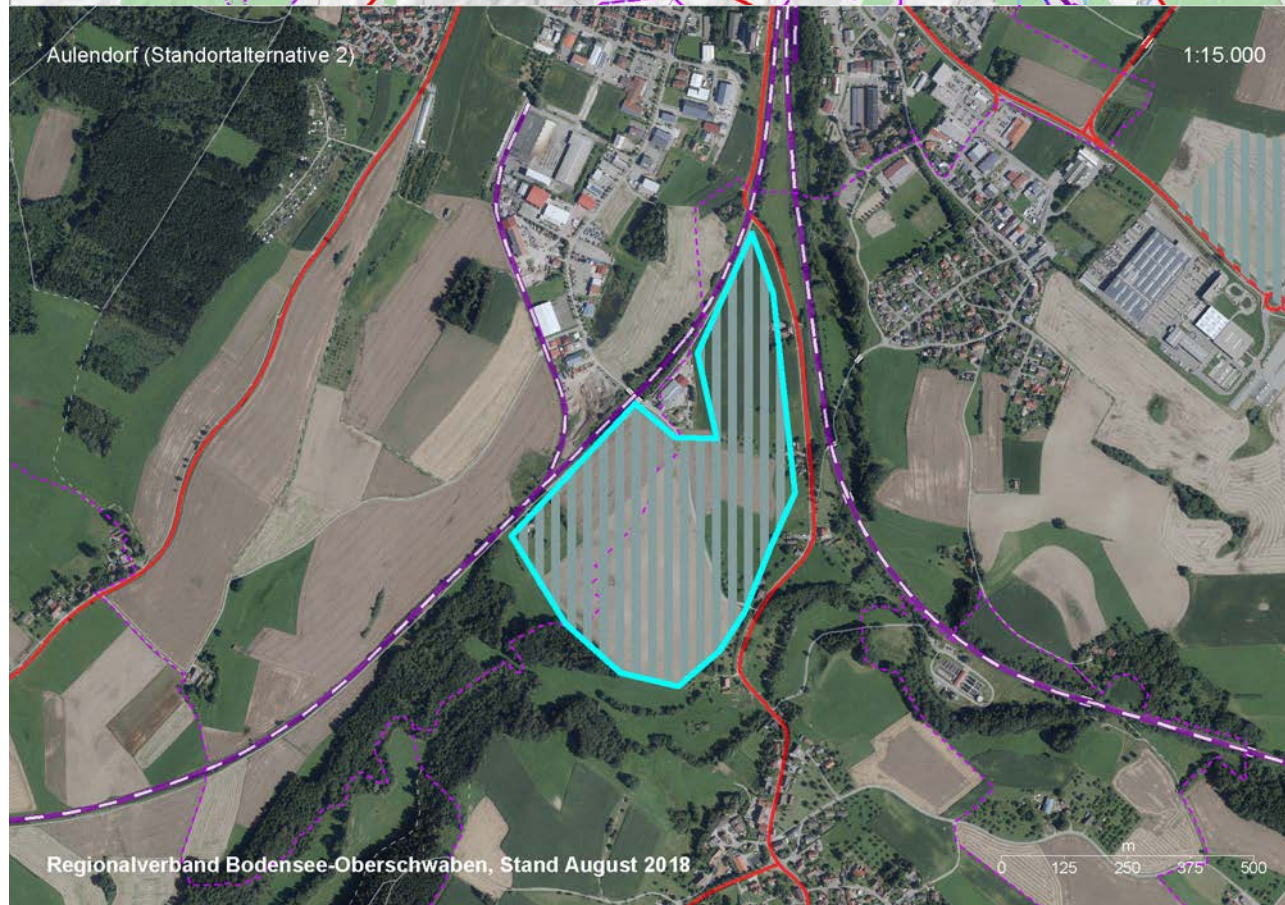 Aulendorf (Standortalternative 2)
1:15.000
Regionalverband Bodensee-Oberschwaben, Stand August 2018
m
0 125 250 375 500